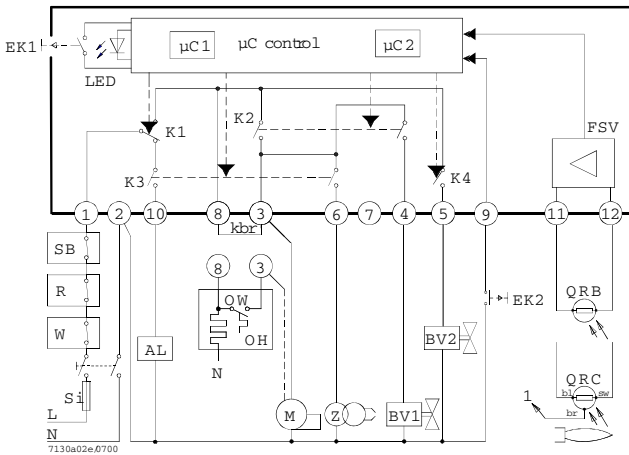 EK1
LED
µC1
µC control
µC2
FSV
K1
K2
K3
K4
1
2
10
8
3
6
7
4
5
9
11
12
kbr
SB
R
W
Si
L
N
AL
8
3
OW
OH
N
M
Z
BV1
BV2
EK2
QRB
QRC
bl
sw
br
1
7130a02e/0700